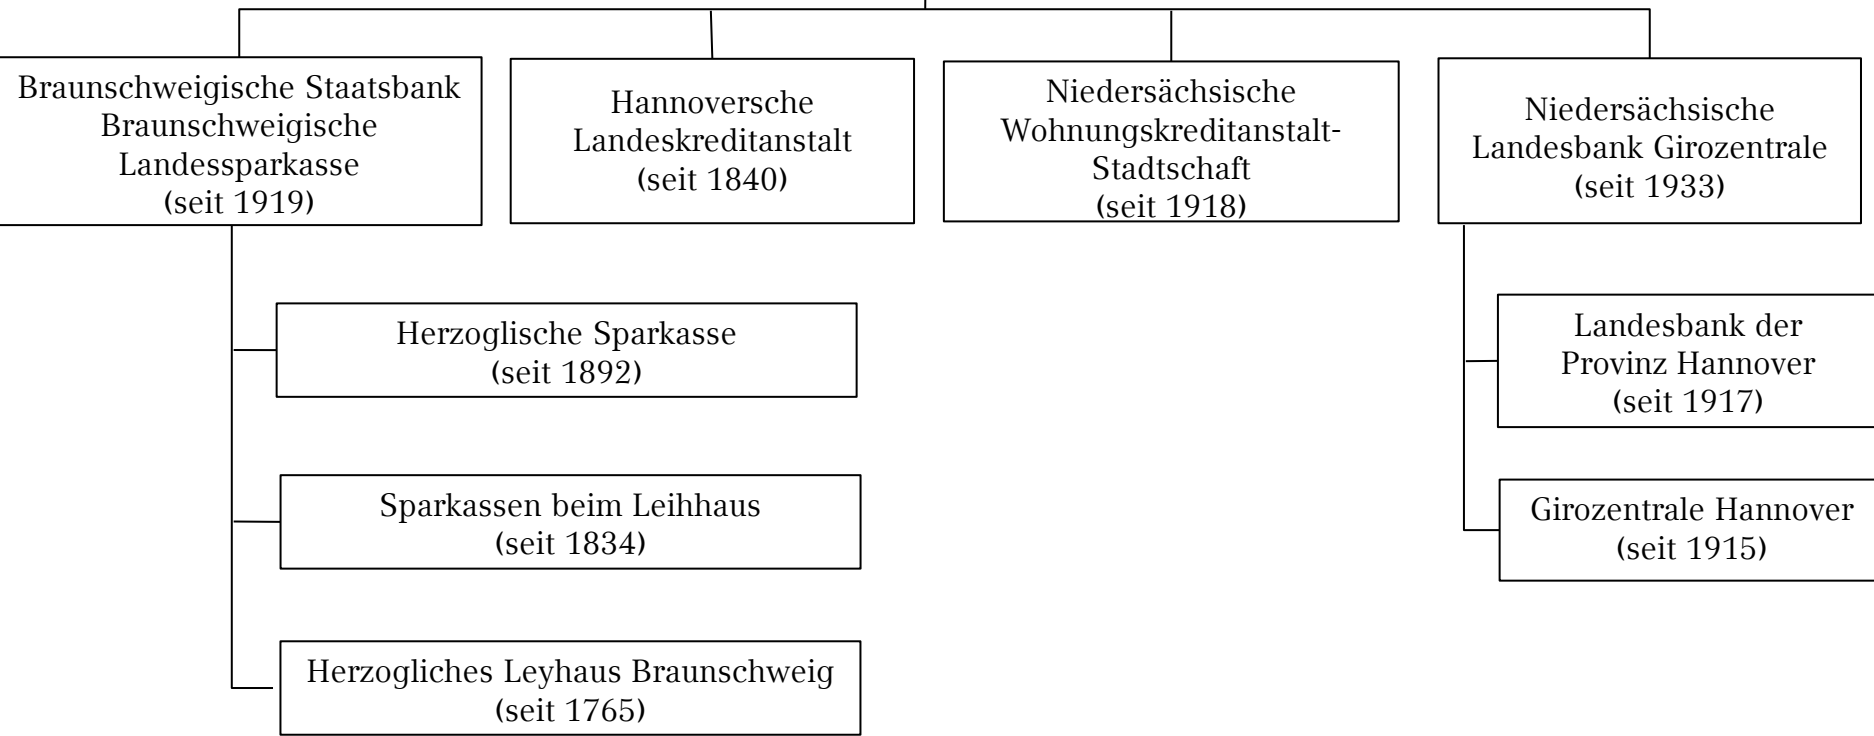 Braunschweigische Staatsbank
Braunschweigische
Landessparkasse
(seit 1919)
Hannoversche
Landeskreditanstalt
(seit 1840)
Niedersächsische
Wohnungskreditanstalt-
Stadtschaft
(seit 1918)
Niedersächsische
Landesbank Girozentrale
(seit 1933)
Herzoglische Sparkasse
(seit 1892)
Sparkassen beim Leihhaus
(seit 1834)
Herzogliches Leyhaus Braunschweig
(seit 1765)
Landesbank der
Provinz Hannover
(seit 1917)
Girozentrale Hannover
(seit 1915)